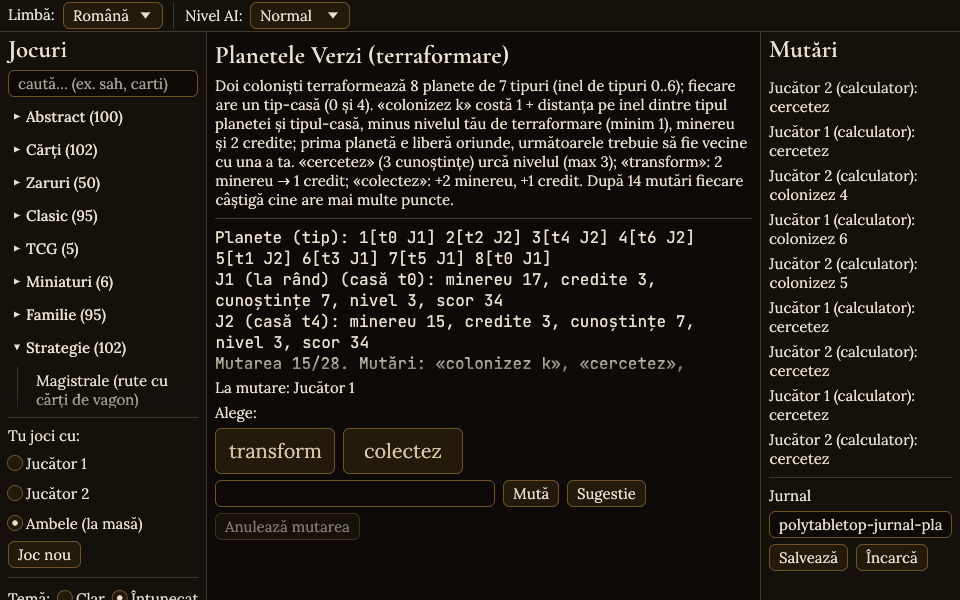 Limbă: Română ▼ Nivel AI: Normal ▼
Jocuri
caută... (ex. sah, carti)
▸ Abstract (100)
▸ Cărți (102)
▸ Zaruri (50)
▸ Clasic (95)
▸ TCG (5)
▸ Miniaturi (6)
▸ Familie (95)
▾ Strategie (102)
Magistrale (rute cu
cărți de vagon)
Tu joci cu:
Jucător 1
Jucător 2
Ambele (la masă)
Joc nou
Temă: Clar Întunecat
Planetele Verzi (terraformare)
Doi coloniști terraformează 8 planete de 7 tipuri (inel de tipuri 0..6); fiecare
are un tip-casă (0 și 4). «colonizez k» costă 1 + distanța pe inel dintre tipul
planetei și tipul-casă, minus nivelul tău de terraformare (minim 1), minereu
și 2 credite; prima planetă e liberă oriunde, următoarele trebuie să fie vecine
cu una a ta. «cercetez» (3 cunoștințe) urcă nivelul (max 3); «transform»: 2
minereu → 1 credit; «colectez»: +2 minereu, +1 credit. După 14 mutări fiecare
câștigă cine are mai multe puncte.
Planete (tip): 1[t0 J1] 2[t2 J2] 3[t4 J2] 4[t6 J2]
5[t1 J2] 6[t3 J1] 7[t5 J1] 8[t0 J1]
J1 (la rând) (casă t0): minereu 17, credite 3,
cunoștințe 7, nivel 3, scor 34
J2 (casă t4): minereu 15, credite 3, cunoștințe 7,
nivel 3, scor 34
Mutarea 15/28. Mutări: «colonizez k», «cercetez»,
La mutare: Jucător 1
Alege:
transform colectez
Mută Sugestie
Anulează mutarea
Mutări
Jucător 2 (calculator):
cercetez
Jucător 1 (calculator):
cercetez
Jucător 2 (calculator):
colonizez 4
Jucător 1 (calculator):
colonizez 6
Jucător 2 (calculator):
colonizez 5
Jucător 1 (calculator):
cercetez
Jucător 2 (calculator):
cercetez
Jucător 1 (calculator):
cercetez
Jucător 2 (calculator):
cercetez
Jurnal
polytabletop-jurnal-pla
Salvează Încarcă